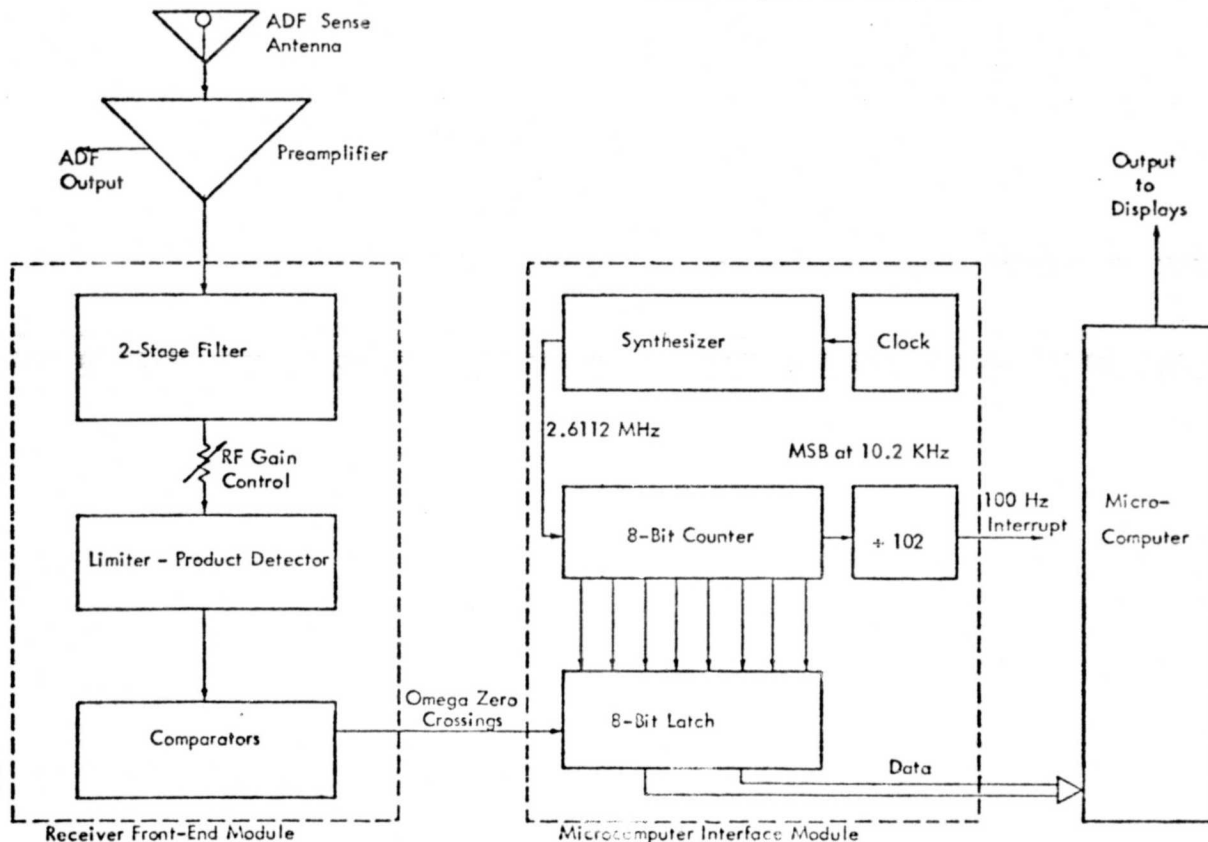 ADF Sense
Antenna
Preamplifier
ADF
Output
Output
to
Displays
2-Stage Filter
RF Gain
Control
Limiter - Product Detector
Comparators
Omega Zero
Crossings
Receiver Front-End Module
Synthesizer
Clock
2.6112 MHz
MSB at 10.2 KHz
8-Bit Counter
÷ 102
100 Hz
Interrupt
Micro-
Computer
8-Bit Latch
Data
Microcomputer Interface Module